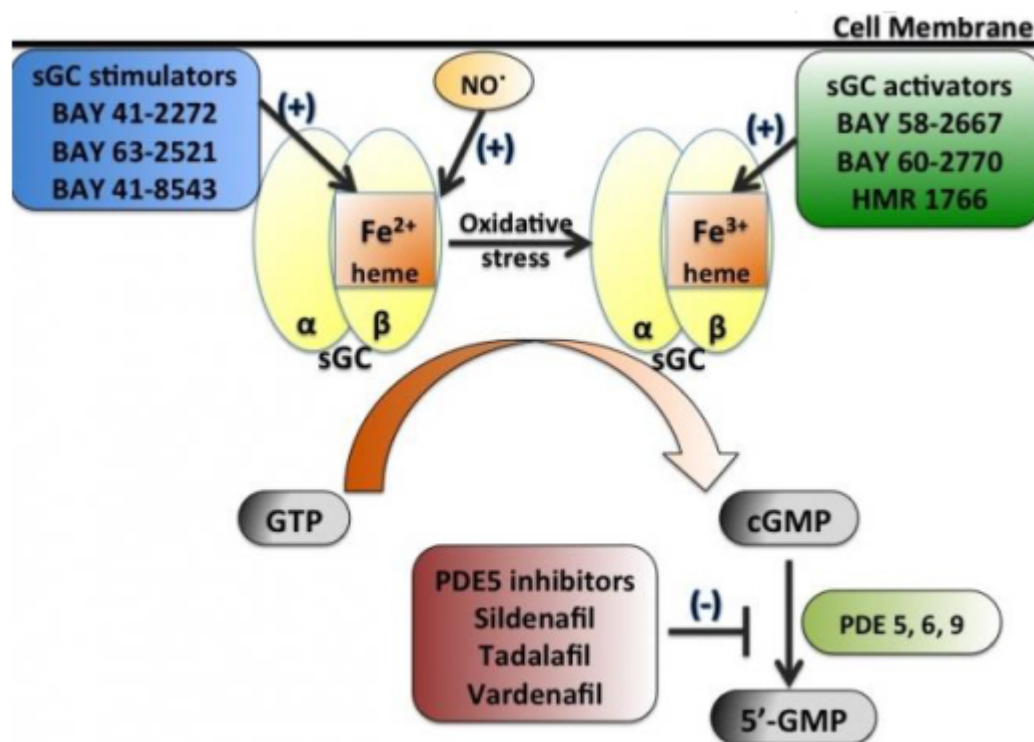 Cell Membrane
sGC stimulators
BAY 41-2272
BAY 63-2521
BAY 41-8543
(+)
NO·
(+)
(+)
sGC activators
BAY 58-2667
BAY 60-2770
HMR 1766
Fe²⁺
heme
α
β
sGC
Oxidative
stress
Fe³⁺
heme
α
β
sGC
GTP
cGMP
PDE5 inhibitors
Sildenafil
Tadalafil
Vardenafil
(-)
PDE 5, 6, 9
5’-GMP